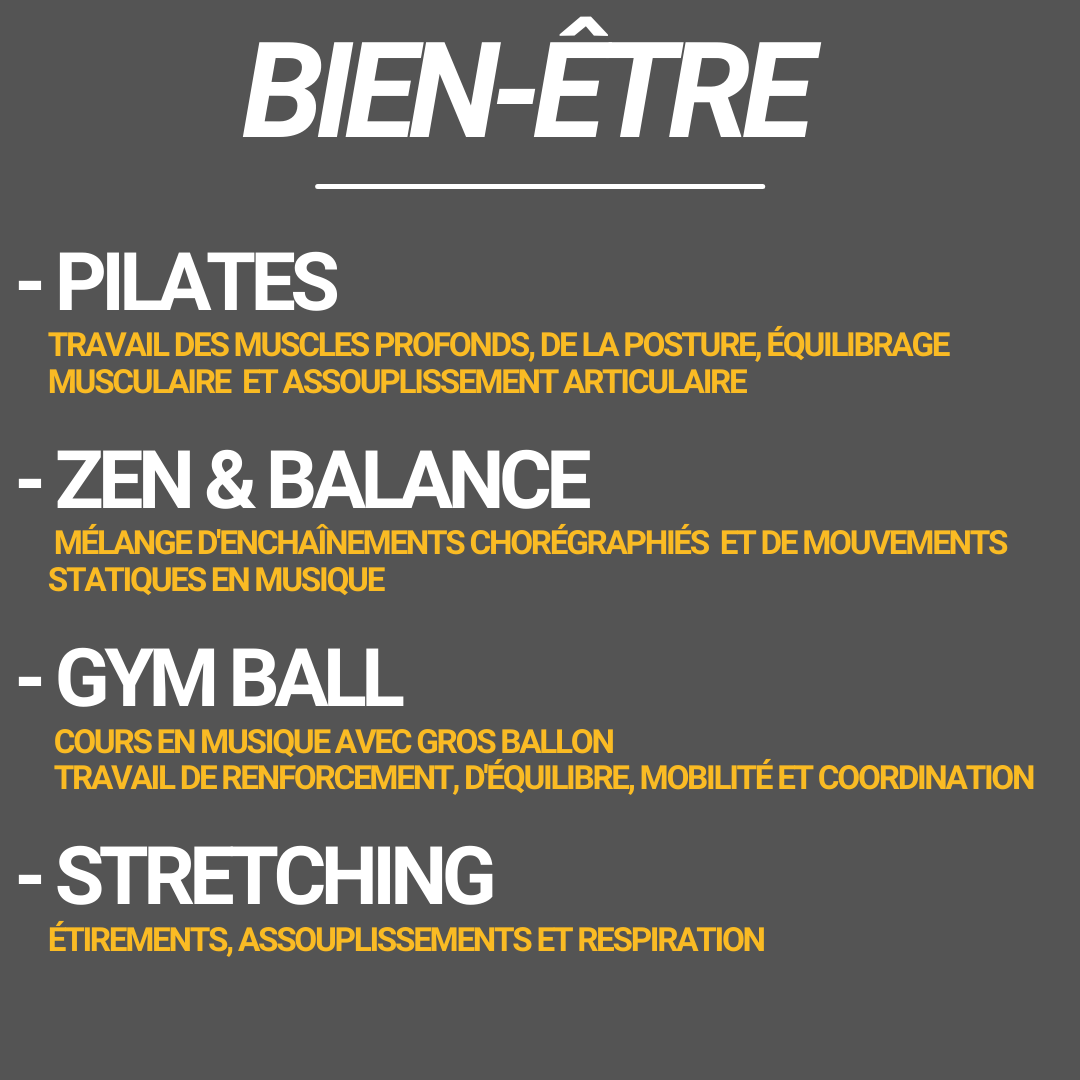 BIEN-ÊTRE
- PILATES
TRAVAIL DES MUSCLES PROFONDS, DE LA POSTURE, ÉQUILIBRAGE
MUSCULAIRE ET ASSOUPLISSEMENT ARTICULAIRE
- ZEN & BALANCE
MÉLANGE D'ENCHAÎNEMENTS CHORÉGRAPHIÉS ET DE MOUVEMENTS
STATIQUES EN MUSIQUE
- GYM BALL
COURS EN MUSIQUE AVEC GROS BALLON
TRAVAIL DE RENFORCEMENT, D'ÉQUILIBRE, MOBILITÉ ET COORDINATION
- STRETCHING
ÉTIREMENTS, ASSOUPLISSEMENTS ET RESPIRATION